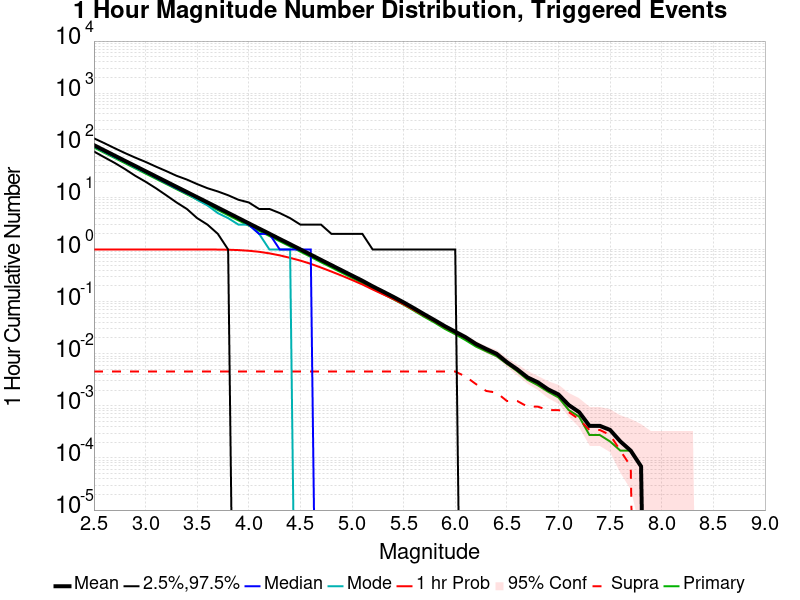 1 Hour Magnitude Number Distribution, Triggered Events
1 Hour Cumulative Number
10^4
10^3
10^2
10^1
10^0
10^-1
10^-2
10^-3
10^-4
10^-5
2.5 3.0 3.5 4.0 4.5 5.0 5.5 6.0 6.5 7.0 7.5 8.0 8.5 9.0
Magnitude
Mean 2.5%,97.5% Median Mode 1 hr Prob 95% Conf Supra Primary